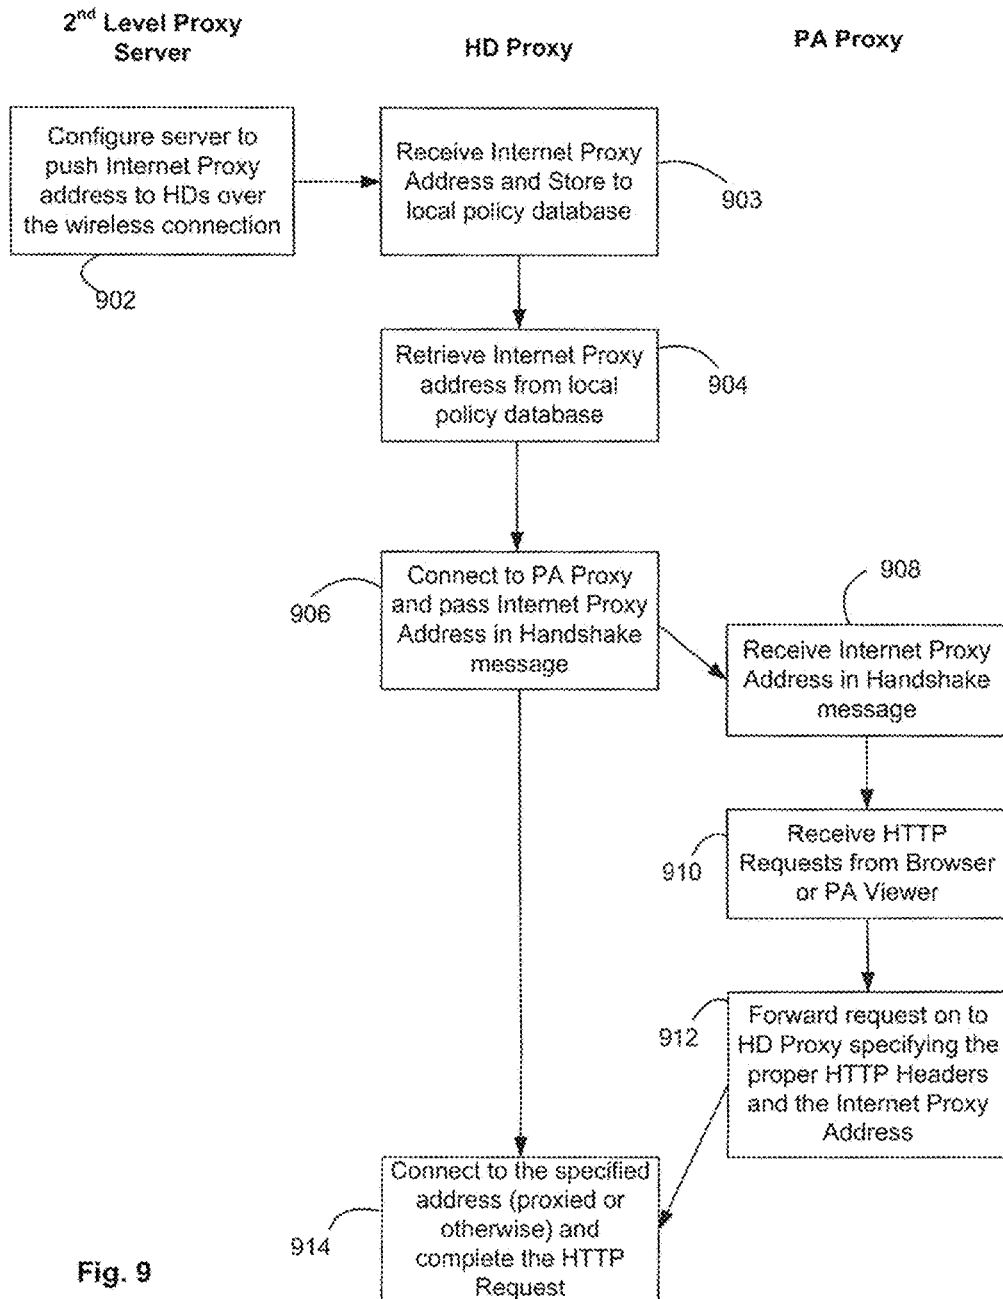 2nd Level Proxy
Server
HD Proxy
PA Proxy
Configure server to
push Internet Proxy
address to HDs over
the wireless connection
902
Receive Internet Proxy
Address and Store to
local policy database
903
Retrieve Internet Proxy
address from local
policy database
904
Connect to PA Proxy
and pass Internet Proxy
Address in Handshake
message
906
908
Receive Internet Proxy
Address in Handshake
message
Receive HTTP
Requests from Browser
or PA Viewer
910
Forward request on to
HD Proxy specifying the
proper HTTP Headers
and the Internet Proxy
Address
912
Connect to the specified
address (proxied or
otherwise) and
complete the HTTP
Request
914
Fig. 9